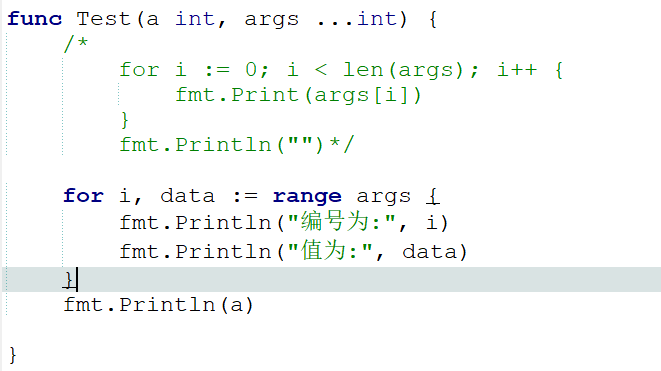 func Test(a int, args ...int) {
    /*
        for i := 0; i < len(args); i++ {
            fmt.Print(args[i])
        }
        fmt.Println("")*/
    for i, data := range args {
        fmt.Println("编号为:", i)
        fmt.Println("值为:", data)
    }
    fmt.Println(a)
}